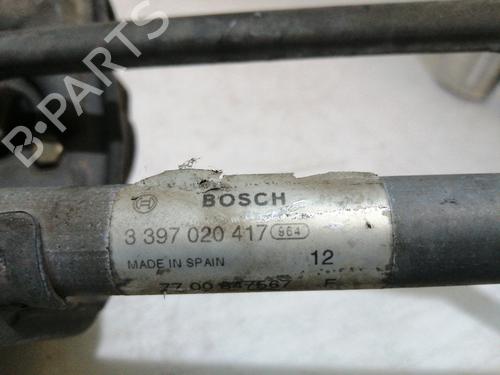 B-PARTS
BOSCH
3 397 020 417 964
MADE IN SPAIN 12
77 00 847567 F